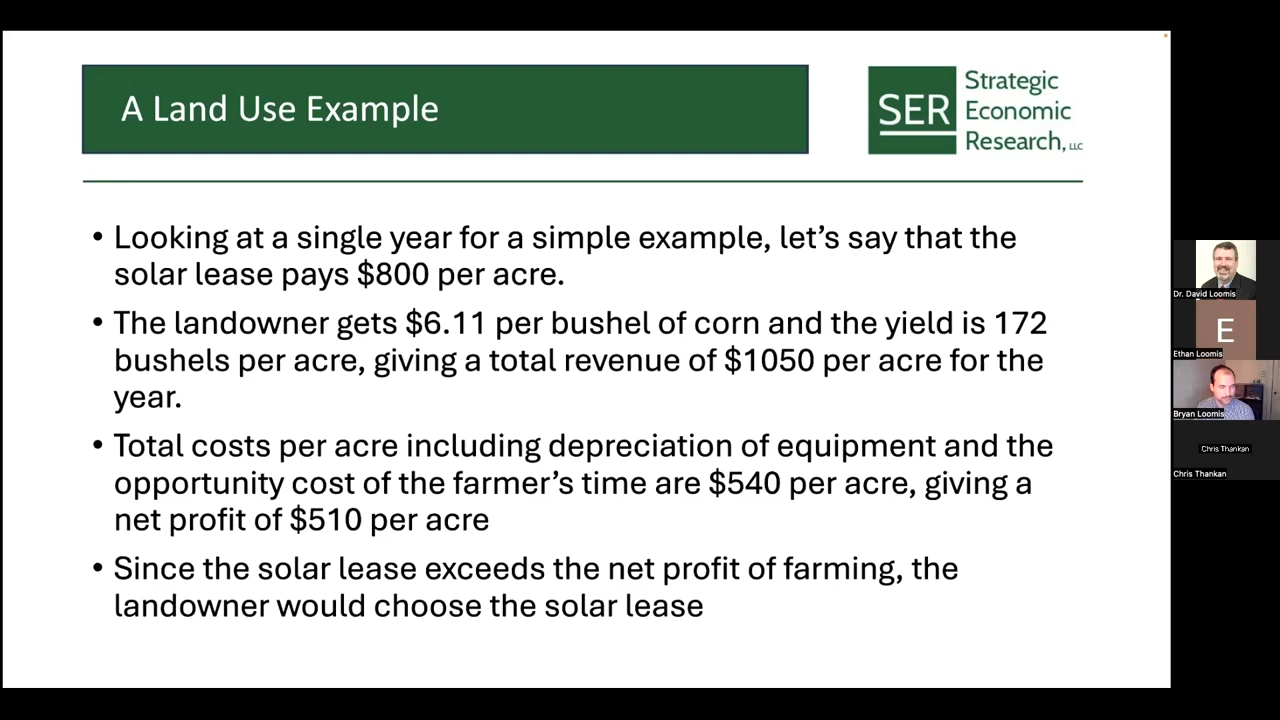 A Land Use Example
SER
Strategic
Economic
Research, LLC
• Looking at a single year for a simple example, let’s say that the
solar lease pays $800 per acre.
• The landowner gets $6.11 per bushel of corn and the yield is 172
bushels per acre, giving a total revenue of $1050 per acre for the
year.
• Total costs per acre including depreciation of equipment and the
opportunity cost of the farmer’s time are $540 per acre, giving a
net profit of $510 per acre
• Since the solar lease exceeds the net profit of farming, the
landowner would choose the solar lease
Dr. David Loomis
E
Ethan Loomis
Bryan Loomis
Chris Thankan
Chris Thankan